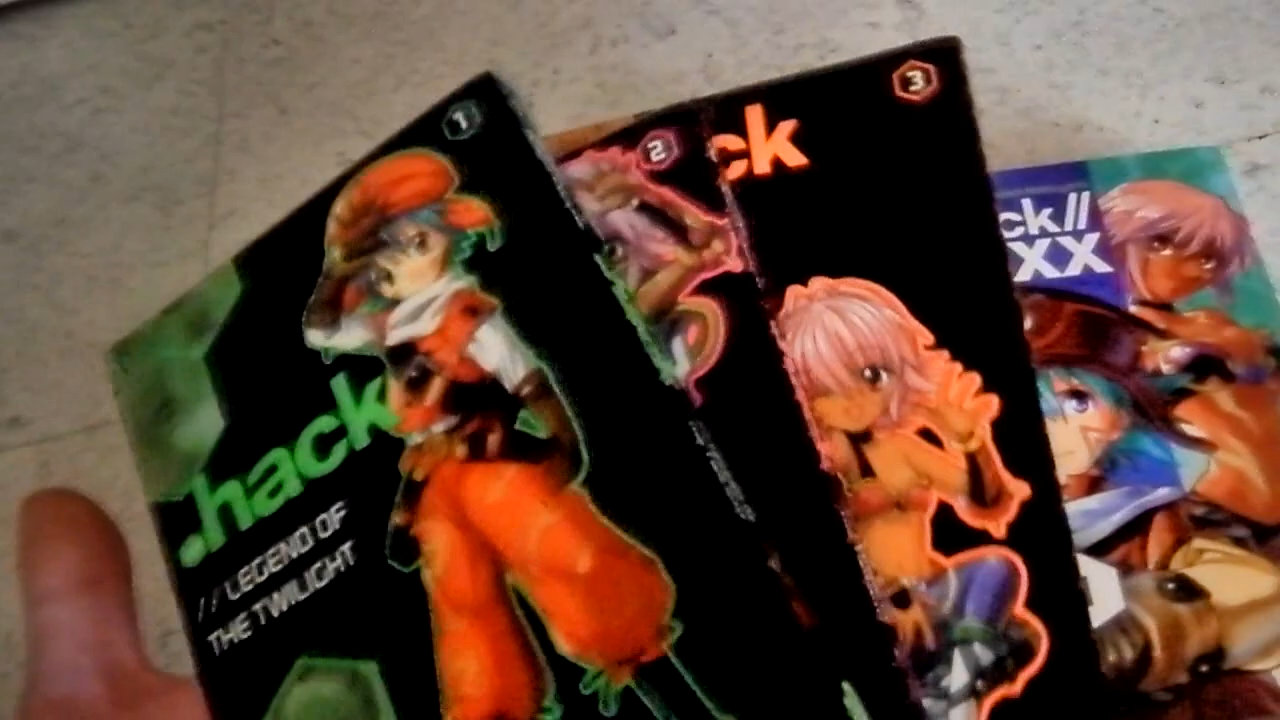 1
.hack
// LEGEND OF
THE TWILIGHT
2
ck
3
ck//
XX